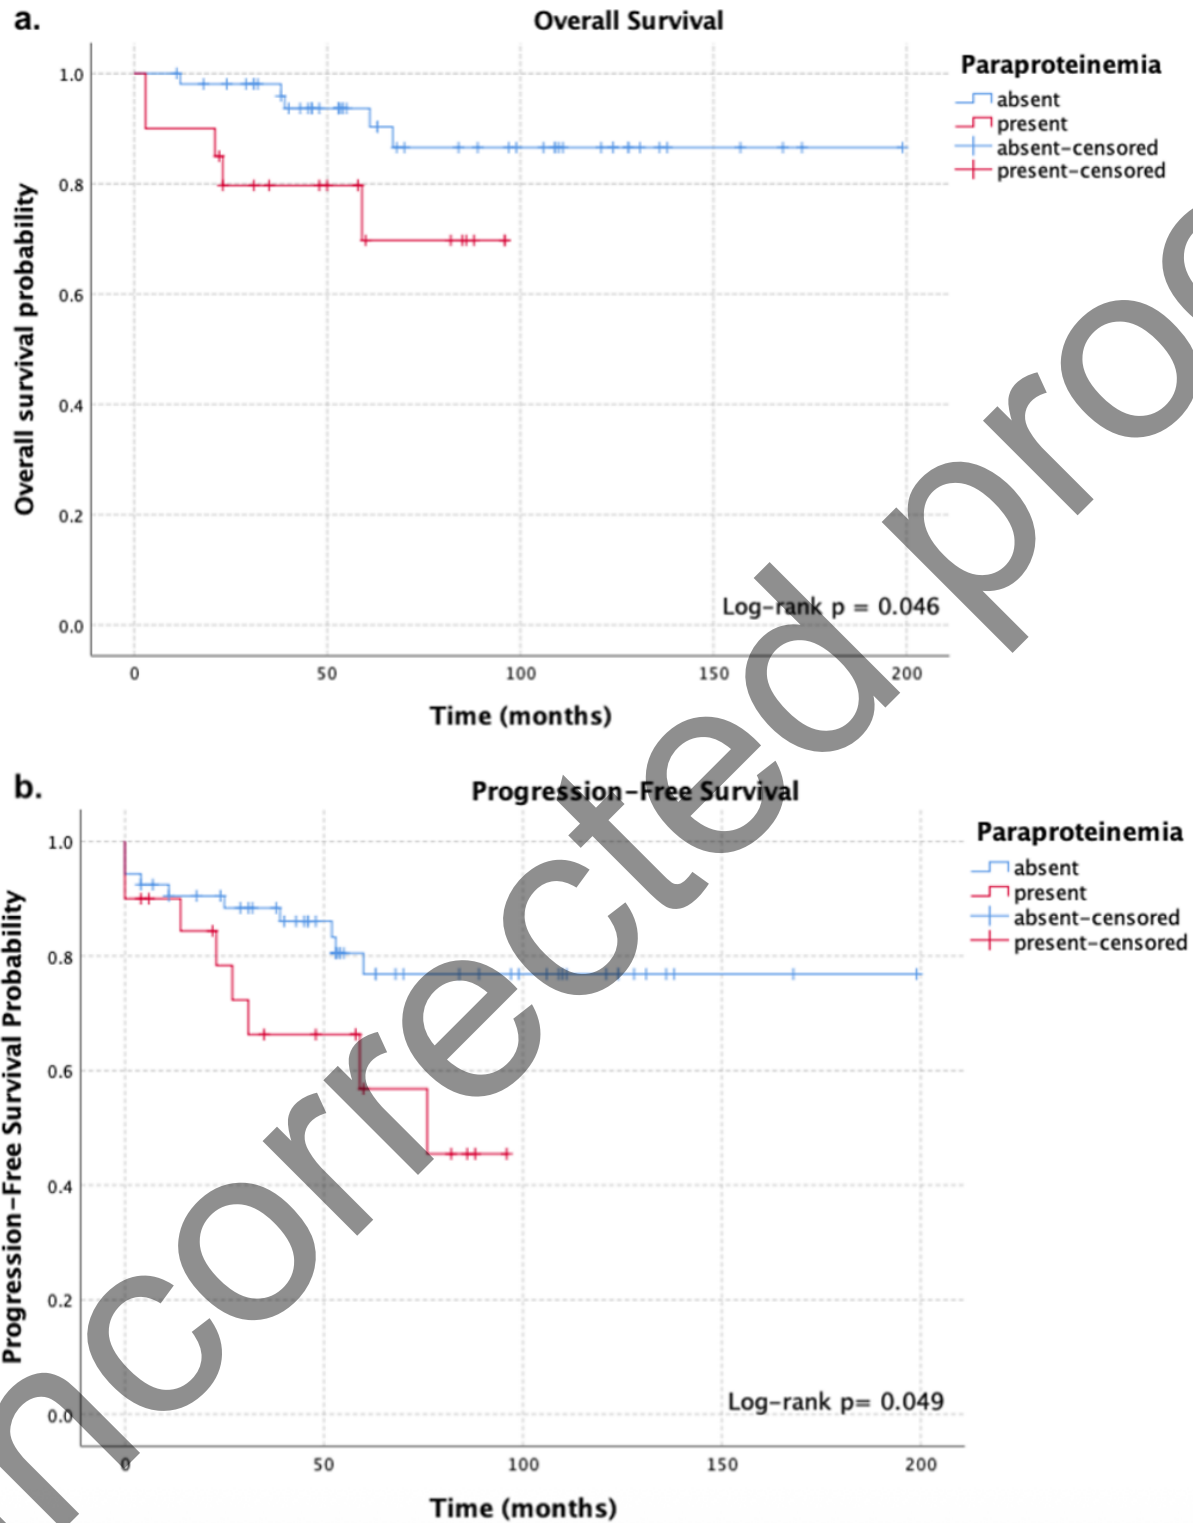 a.
Overall Survival
Overall survival probability
1.0
0.8
0.6
0.4
0.2
0.0
0
50
100
150
200
Time (months)
Log-rank p = 0.046
Paraproteinemia
absent
present
absent-censored
present-censored
b.
Progression-Free Survival
Progression-Free Survival Probability
1.0
0.8
0.6
0.4
0.2
0.0
0
50
100
150
200
Time (months)
Log-rank p= 0.049
Paraproteinemia
absent
present
absent-censored
present-censored
ncorrected proo